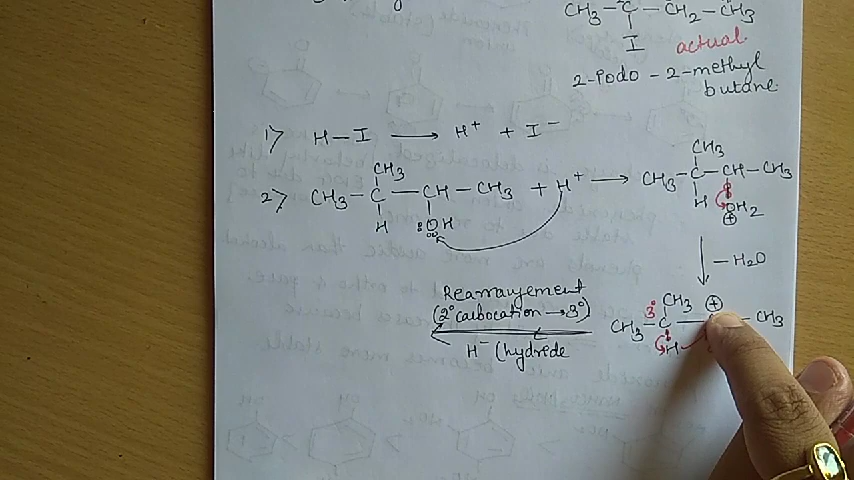 CH3 – C – CH2 – CH3
I actual
2-Iodo-2-methyl
butane
1> H–I → H+ + I–
CH3 CH3
2> CH3 – C – CH – CH3 + H+ → CH3 – C – CH – CH3
H :OH H OH2
⊕
– H2O
Rearrangement CH3 ⊕
(2° carbocation → 3°) 3°
CH3 – C – CH3
H– (hydride H